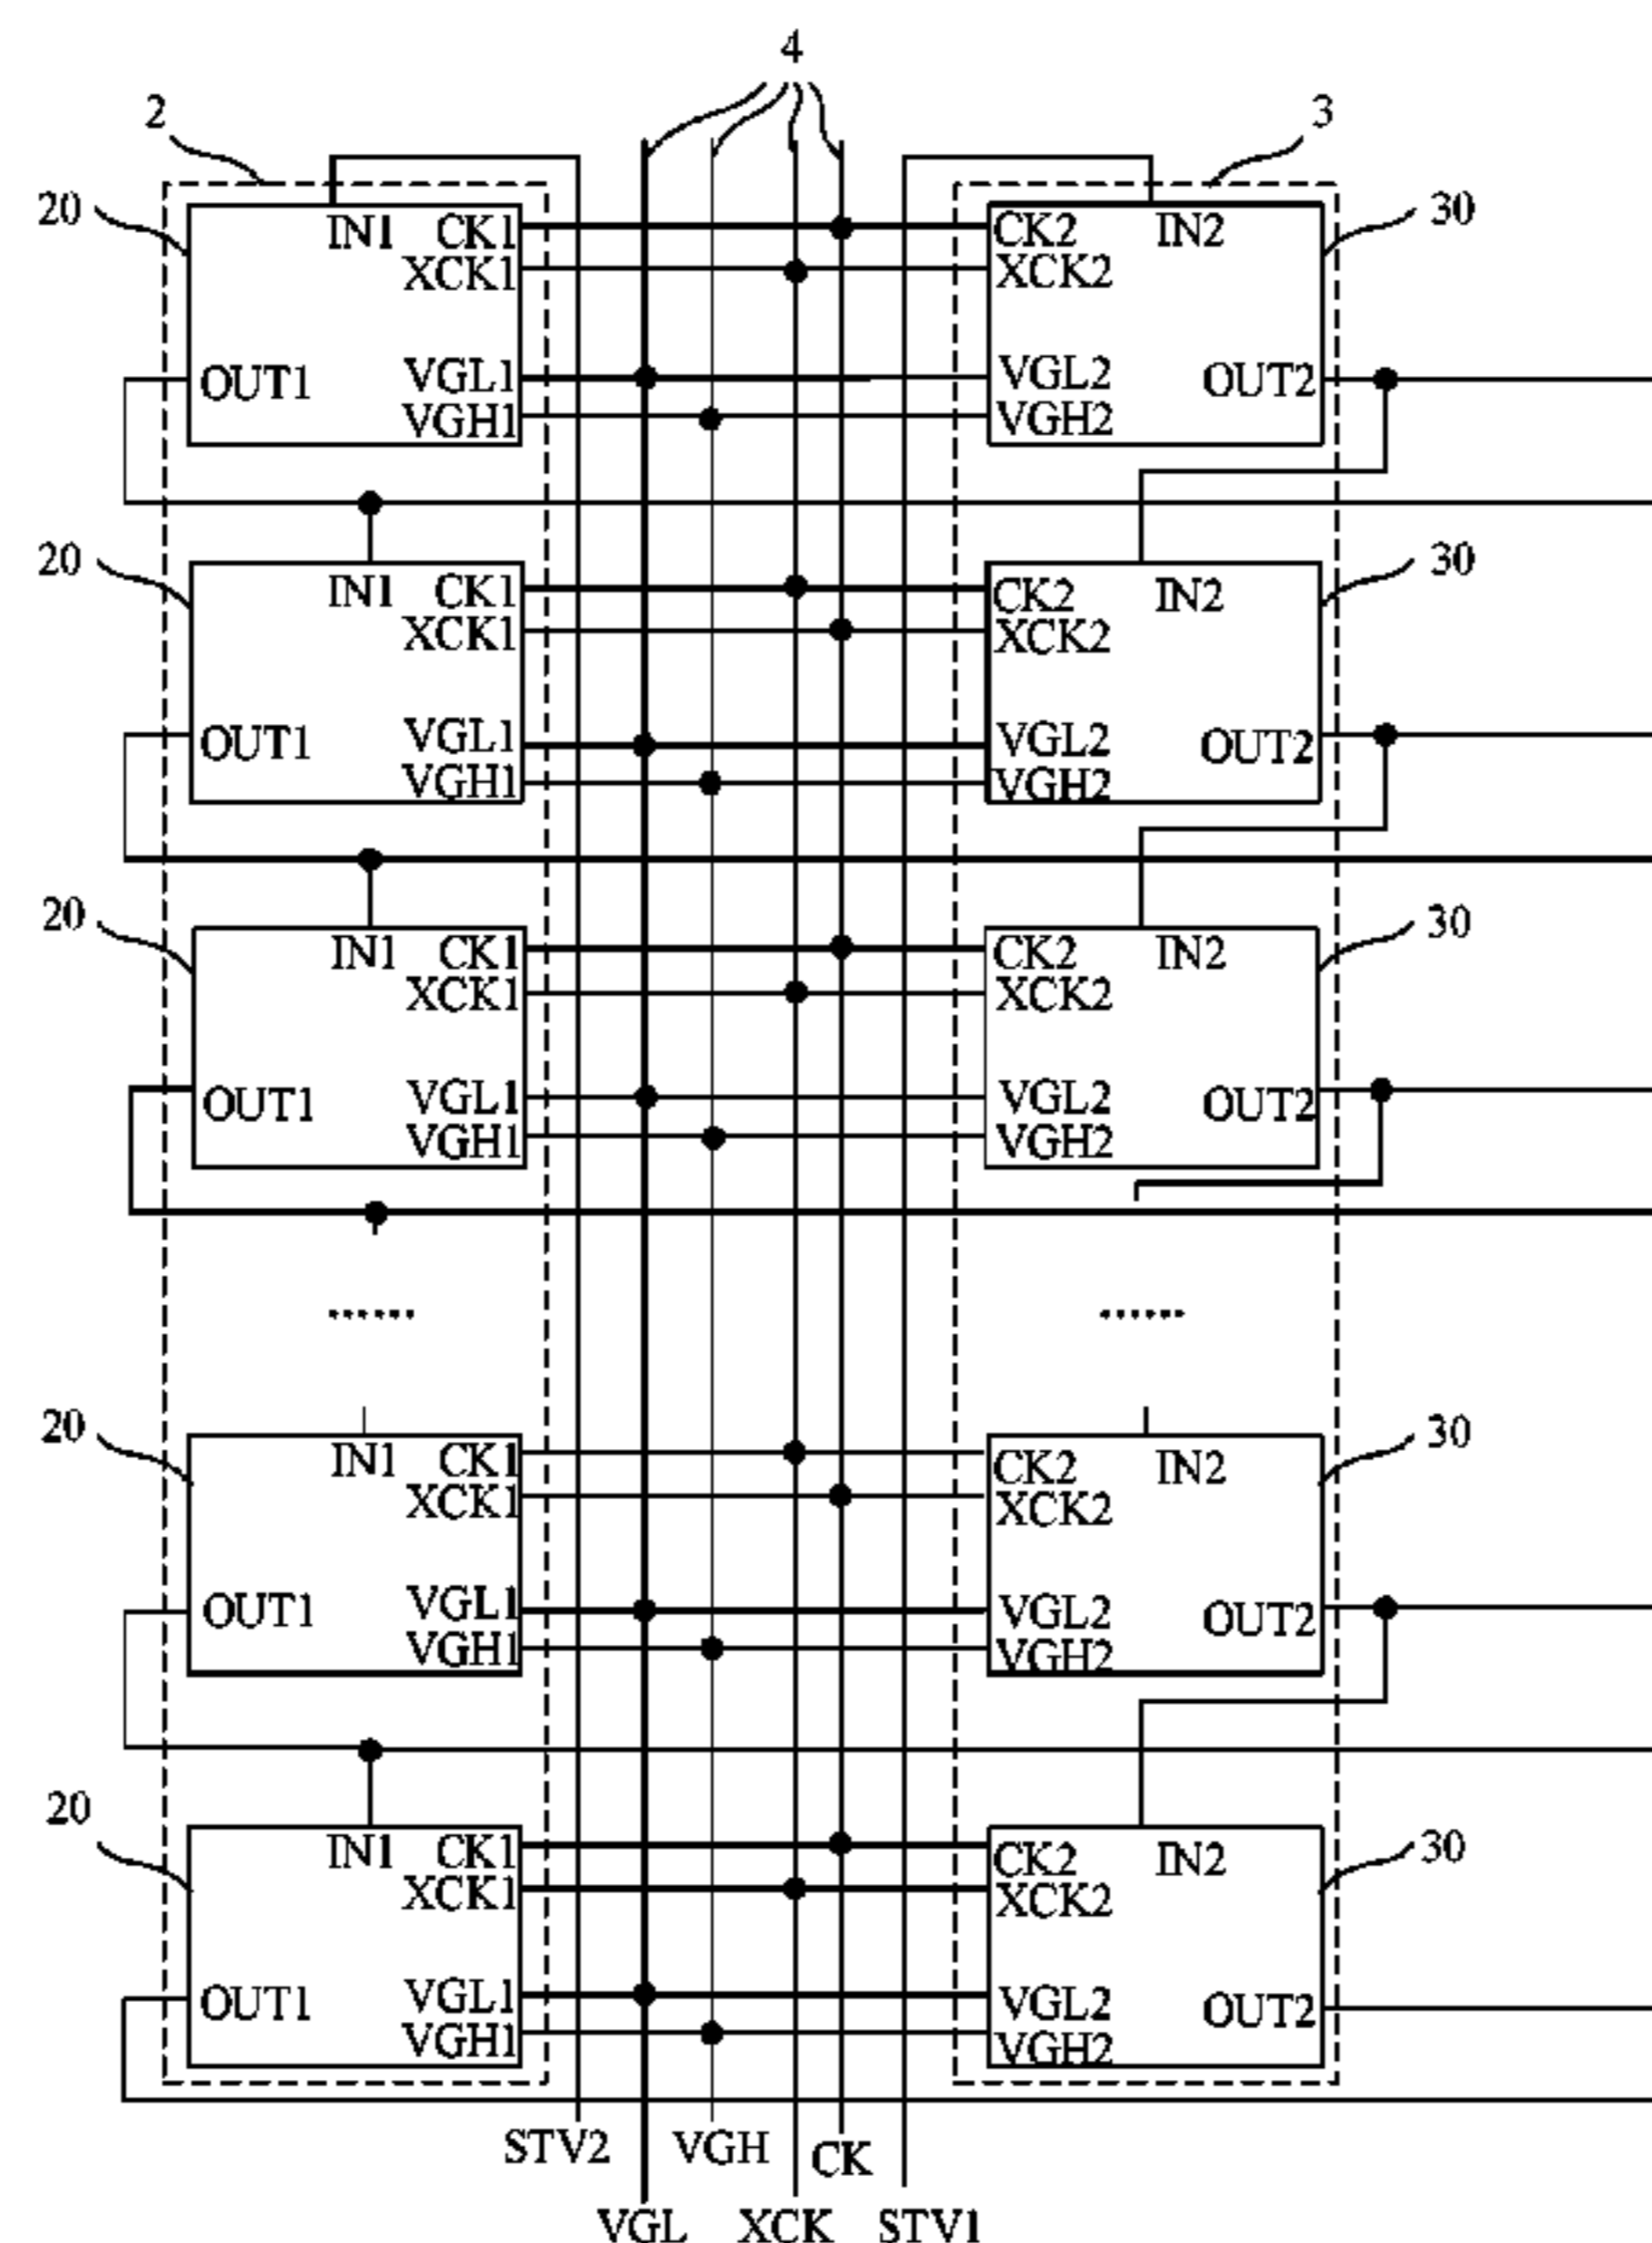 4
2
3
20
IN1 CK1
XCK1
OUT1 VGL1
VGH1
CK2 IN2
XCK2
VGL2 OUT2
VGH2
30
20
IN1 CK1
XCK1
OUT1 VGL1
VGH1
CK2 IN2
XCK2
VGL2 OUT2
VGH2
30
20
IN1 CK1
XCK1
OUT1 VGL1
VGH1
CK2 IN2
XCK2
VGL2 OUT2
VGH2
30
...... ......
20
IN1 CK1
XCK1
OUT1 VGL1
VGH1
CK2 IN2
XCK2
VGL2 OUT2
VGH2
30
20
IN1 CK1
XCK1
OUT1 VGL1
VGH1
CK2 IN2
XCK2
VGL2 OUT2
VGH2
30
STV2 VGH CK
VGL XCK STV1